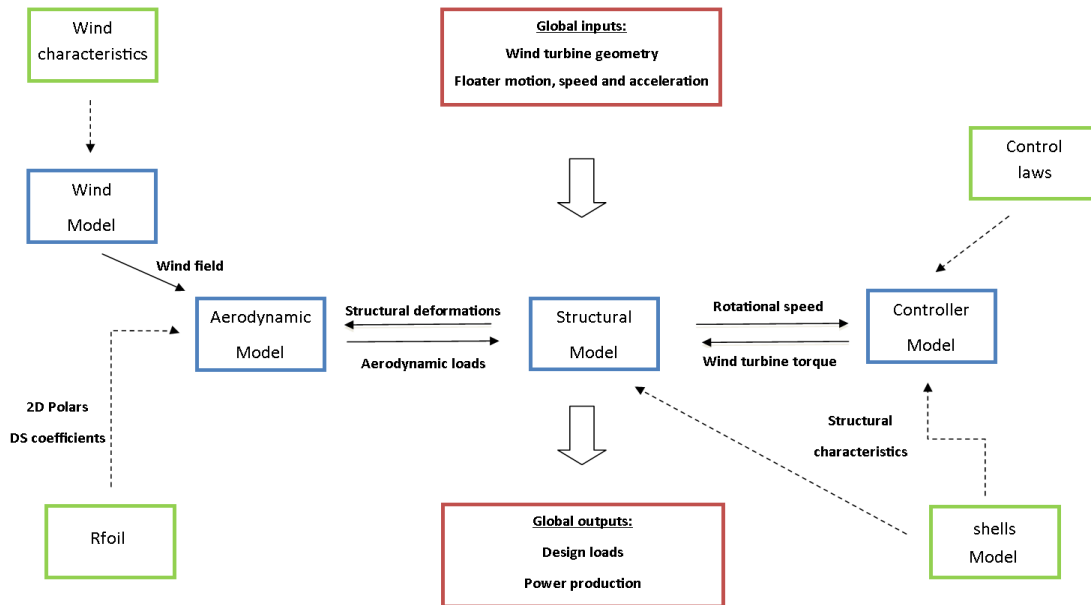 Wind
characteristics
Global inputs:
Wind turbine geometry
Floater motion, speed and acceleration
Control
laws
Wind
Model
Wind field
Aerodynamic
Model
Structural deformations
Aerodynamic loads
Structural
Model
Rotational speed
Wind turbine torque
Controller
Model
2D Polars
DS coefficients
Structural
characteristics
Rfoil
Global outputs:
Design loads
Power production
shells
Model